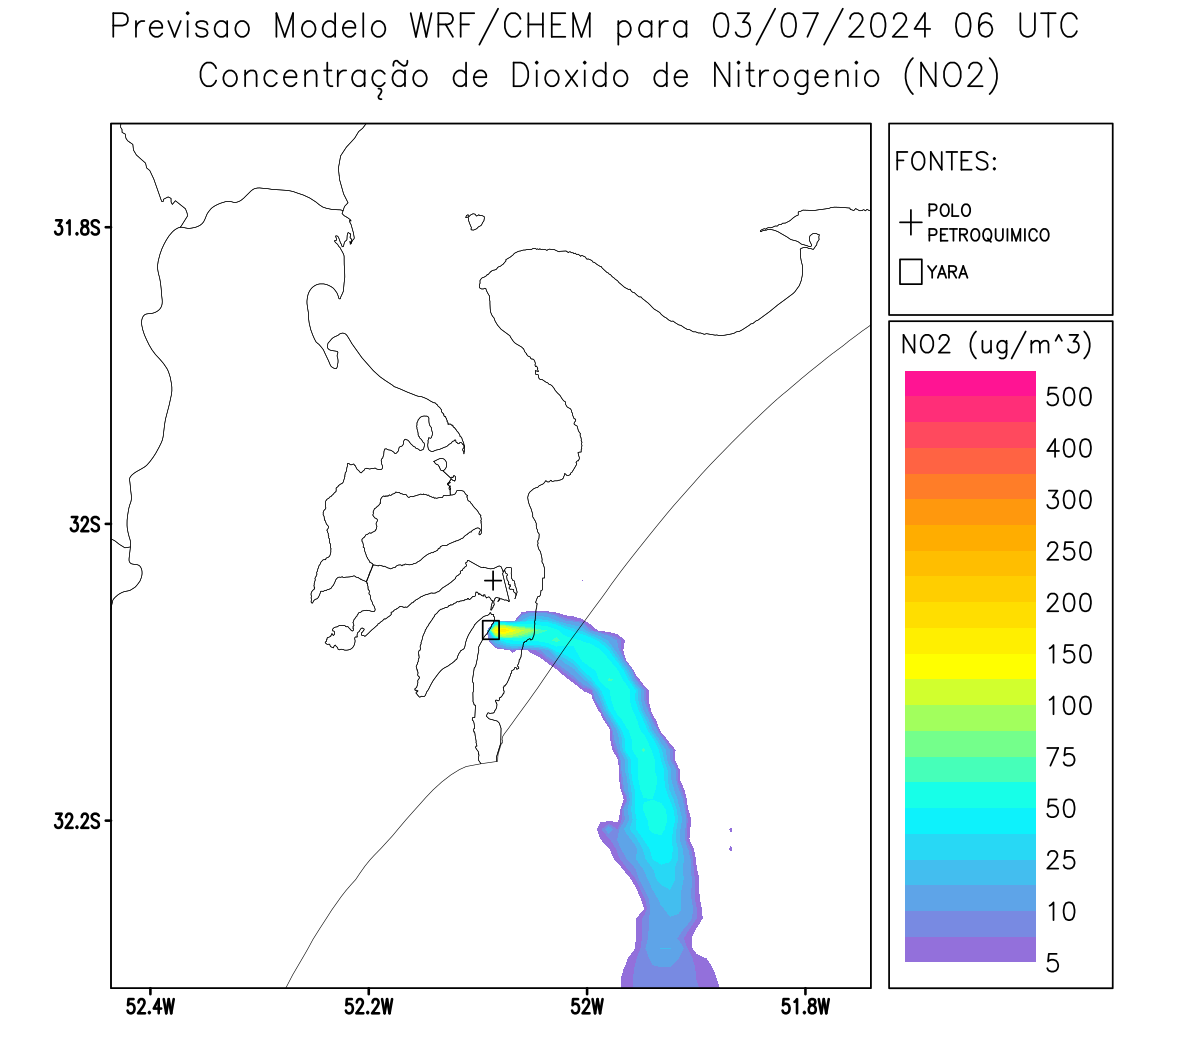 Previsao Modelo WRF/CHEM para 03/07/2024 06 UTC
Concentração de Dioxido de Nitrogenio (NO2)
FONTES:
POLO
PETROQUIMICO
YARA
NO2 (ug/m^3)
500
400
300
250
200
150
100
75
50
25
10
5
31.8S
32S
32.2S
52.4W
52.2W
52W
51.8W